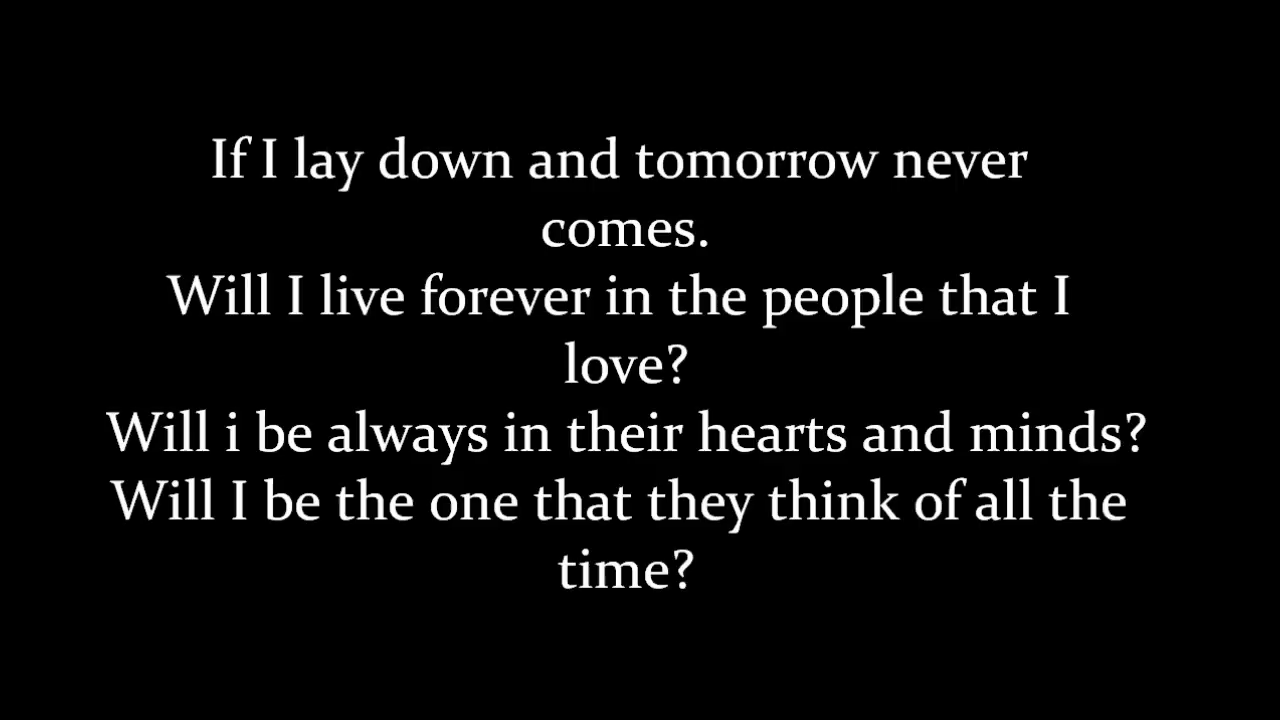 If I lay down and tomorrow never
comes.
Will I live forever in the people that I
love?
Will i be always in their hearts and minds?
Will I be the one that they think of all the
time?